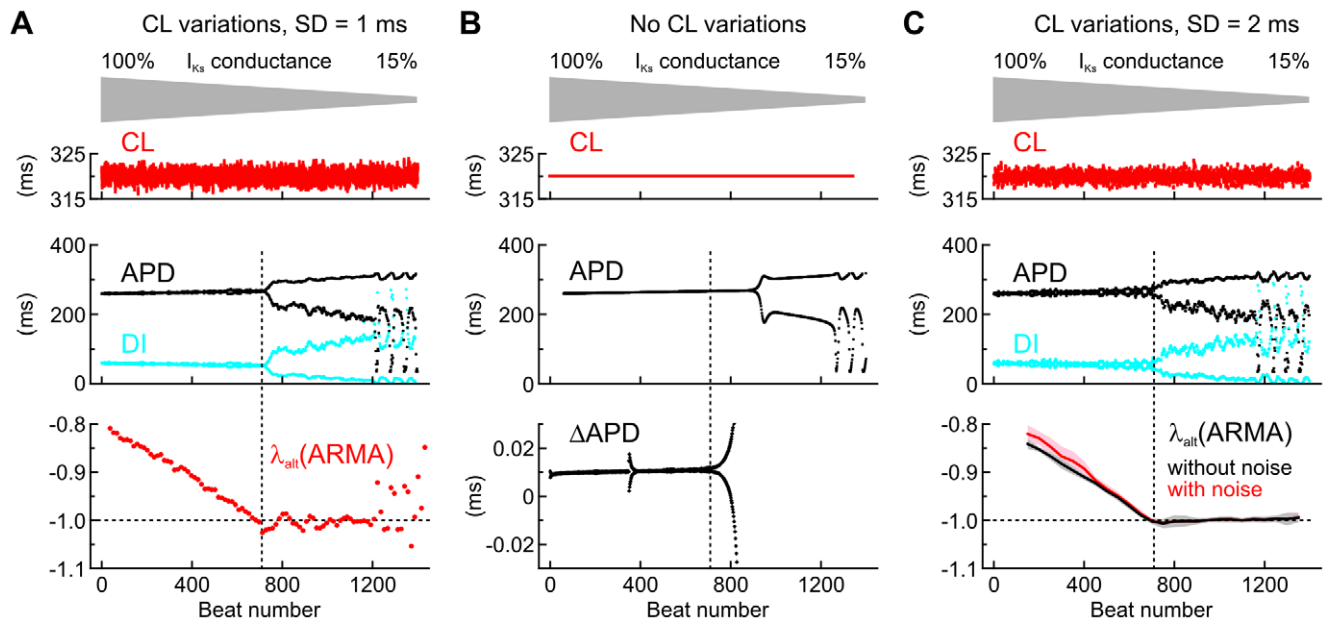 A
CL variations, SD = 1 ms
100% IKs conductance 15%
CL
325
315
(ms)
400
200
0
(ms)
APD
DI
-0.8
-0.9
-1.0
-1.1
λalt(ARMA)
0 400 800 1200
Beat number
B
No CL variations
100% IKs conductance 15%
CL
325
315
(ms)
400
200
0
(ms)
APD
0.02
0
-0.02
(ms)
ΔAPD
0 400 800 1200
Beat number
C
CL variations, SD = 2 ms
100% IKs conductance 15%
CL
325
315
(ms)
400
200
0
(ms)
APD
DI
-0.8
-0.9
-1.0
-1.1
λalt(ARMA)
without noise
with noise
0 400 800 1200
Beat number